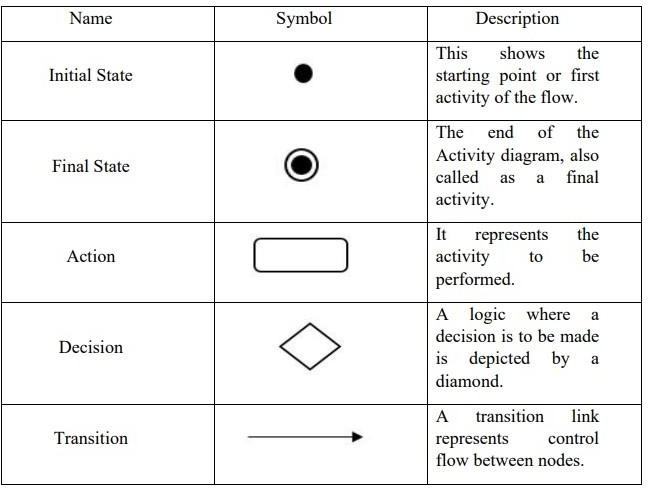 Name Symbol Description
Initial State
This shows the
starting point or first
activity of the flow.
Final State
The end of the
Activity diagram, also
called as a final
activity.
Action
It represents the
activity to be
performed.
Decision
A logic where a
decision is to be made
is depicted by a
diamond.
Transition
A transition link
represents control
flow between nodes.